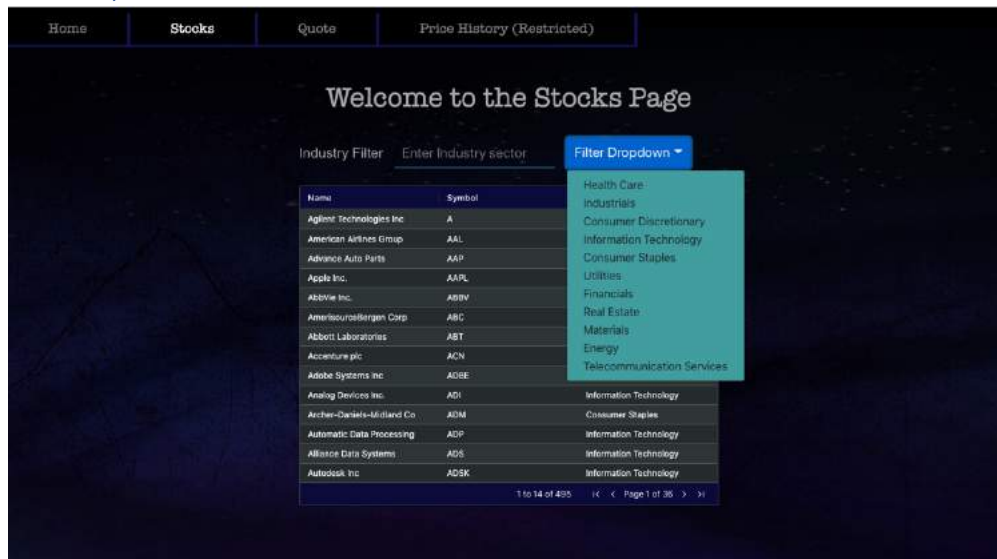 Home Stocks Quote Price History (Restricted)
Welcome to the Stocks Page
Industry Filter Enter Industry sector Filter Dropdown
Health Care
Industrials
Consumer Discretionary
Information Technology
Consumer Staples
Utilities
Financials
Real Estate
Materials
Energy
Telecommunication Services
Name Symbol
Agilent Technologies Inc A
American Airlines Group AAL
Advance Auto Parts AAP
Apple Inc. AAPL
AbbVie Inc. ABBV
AmerisourceBergen Corp ABC
Abbott Laboratories ABT
Accenture plc ACN
Adobe Systems Inc ADBE
Analog Devices Inc. ADI Information Technology
Archer-Daniels-Midland Co ADM Consumer Staples
Automatic Data Processing ADP Information Technology
Alliance Data Systems ADS Information Technology
Autodesk Inc ADSK Information Technology
1 to 14 of 495 Page 1 of 36